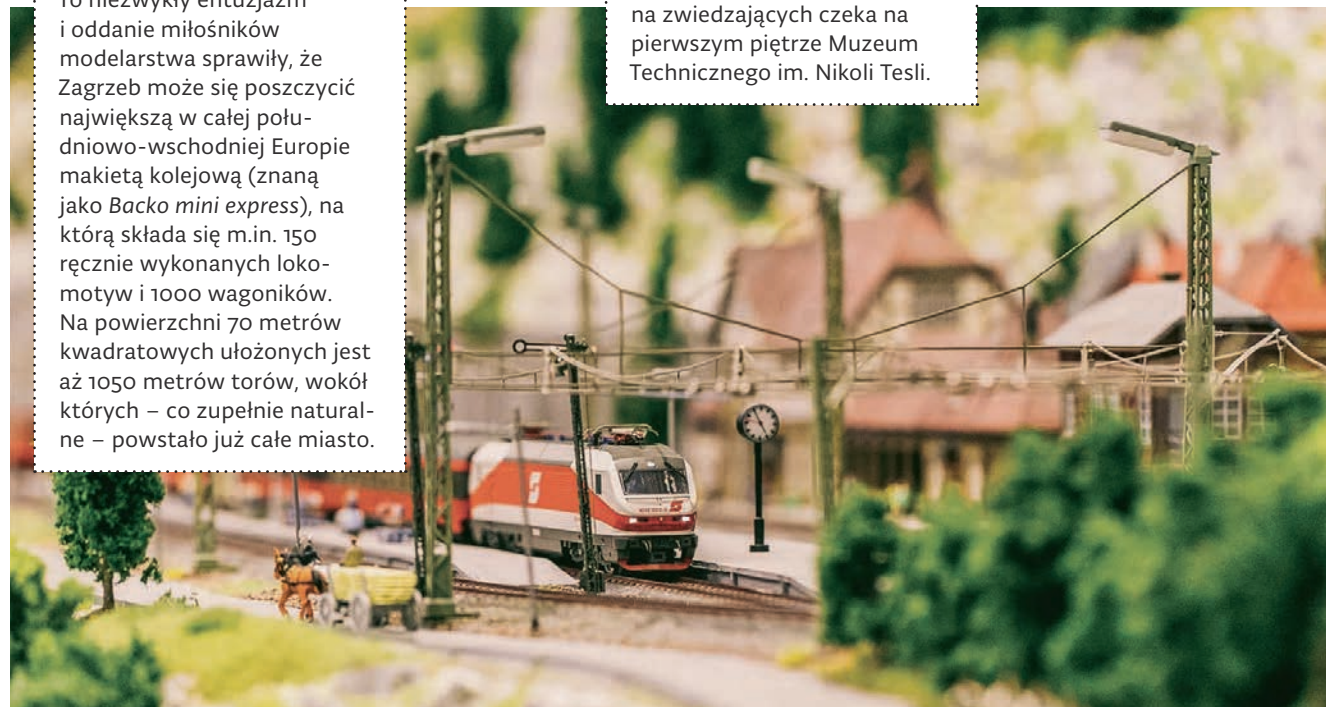 To niezwykły entuzjazm
i oddanie miłośników
modelarstwa sprawiły, że
Zagrzeb może się poszczycić
największą w całej połu-
dniowo-wschodniej Europie
makietą kolejową (znaną
jako Backo mini express), na
którą składa się m.in. 150
ręcznie wykonanych loko-
motyw i 1000 wagoników.
Na powierzchni 70 metrów
kwadratowych ułożonych jest
aż 1050 metrów torów, wokół
których – co zupełnie natural-
ne – powstało już całe miasto.
na zwiedzających czeka na
pierwszym piętrze Muzeum
Technicznego im. Nikoli Tesli.